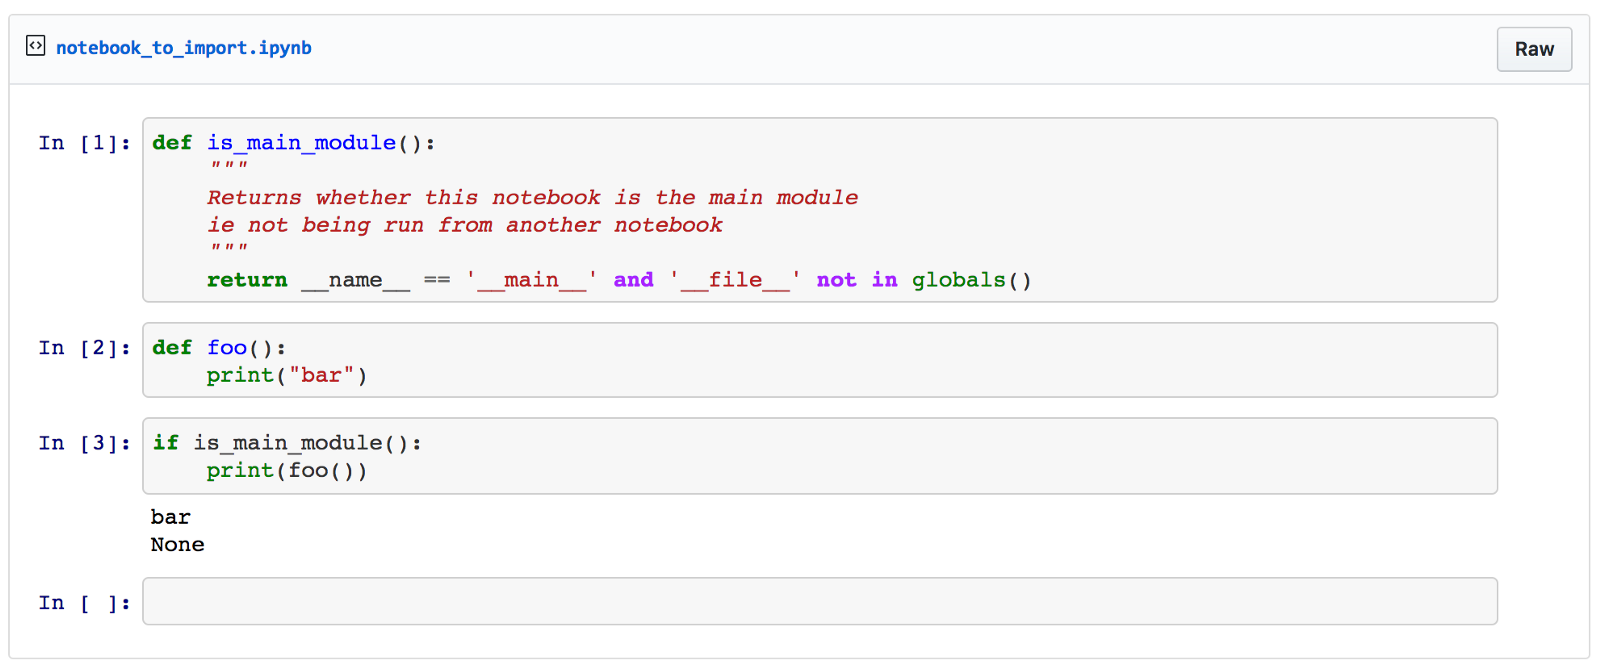 notebook_to_import.ipynb
Raw
In [1]: def is_main_module():
"""
Returns whether this notebook is the main module
ie not being run from another notebook
"""
return __name__ == '__main__' and '__file__' not in globals()
In [2]: def foo():
print("bar")
In [3]: if is_main_module():
print(foo())
bar
None
In [ ]: